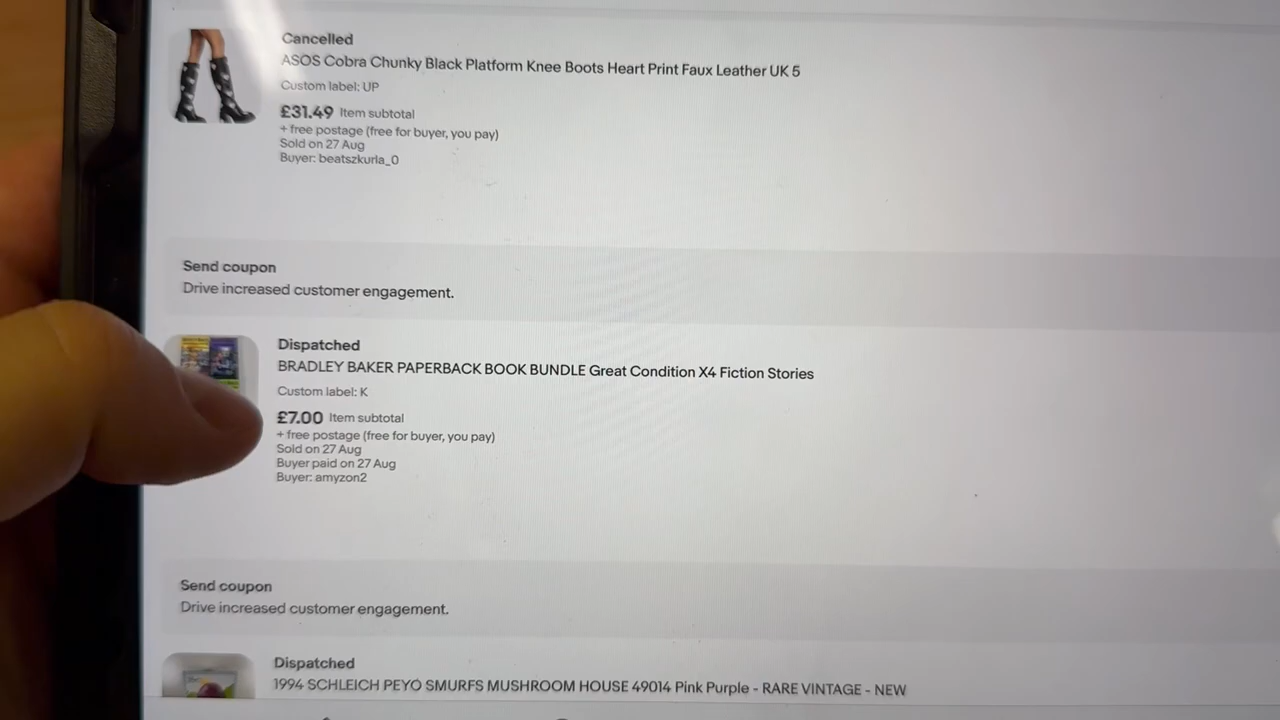 Cancelled
ASOS Cobra Chunky Black Platform Knee Boots Heart Print Faux Leather UK 5
Custom label: UP
£31.49 Item subtotal
+ free postage (free for buyer, you pay)
Sold on 27 Aug
Buyer: beatszkurla_0
Send coupon
Drive increased customer engagement.
Dispatched
BRADLEY BAKER PAPERBACK BOOK BUNDLE Great Condition X4 Fiction Stories
Custom label: K
£7.00 Item subtotal
+ free postage (free for buyer, you pay)
Sold on 27 Aug
Buyer paid on 27 Aug
Buyer: amyzon2
Send coupon
Drive increased customer engagement.
Dispatched
1994 SCHLEICH PEYO SMURFS MUSHROOM HOUSE 49014 Pink Purple - RARE VINTAGE - NEW